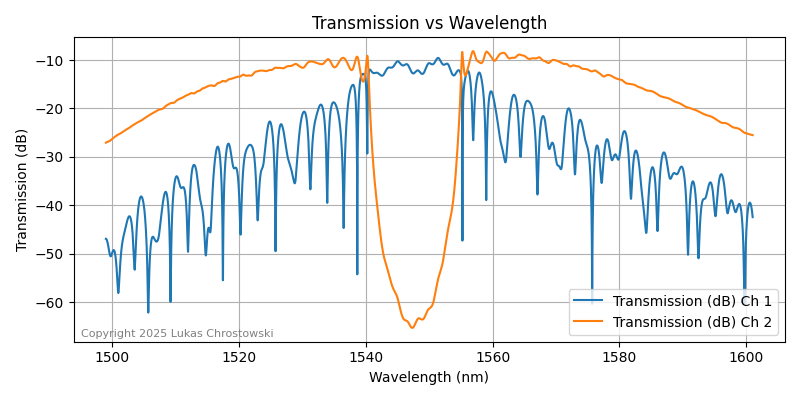 Transmission vs Wavelength
Transmission (dB)
−10
−20
−30
−40
−50
−60
Transmission (dB) Ch 1
Transmission (dB) Ch 2
Copyright 2025 Lukas Chrostowski
1500
1520
1540
1560
1580
1600
Wavelength (nm)